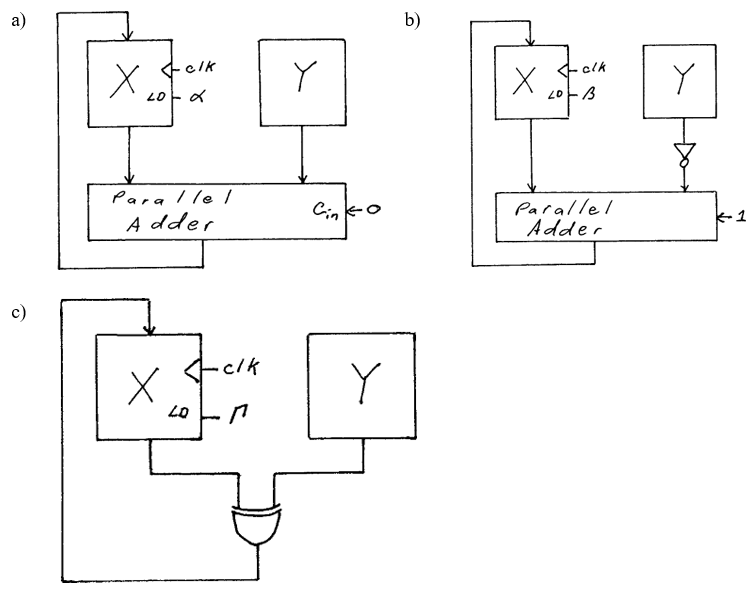 a)
X
clk
LD α
Y
Parallel
Adder
Cin 0
b)
X
clk
LD β
Y
Parallel
Adder
1
c)
X
clk
LD Γ
Y